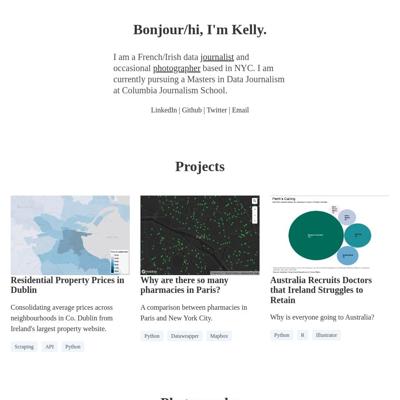 Bonjour/hi, I'm Kelly.
I am a French/Irish data journalist and
occasional photographer based in NYC. I am
currently pursuing a Masters in Data Journalism
at Columbia Journalism School.
LinkedIn | Github | Twitter | Email
Projects
Residential Property Prices in
Dublin
Consolidating average prices across
neighbourhoods in Co. Dublin from
Ireland's largest property website.
Scraping API Python
Why are there so many
pharmacies in Paris?
A comparison between pharmacies in
Paris and New York City.
Python Datawrapper Mapbox
Australia Recruits Doctors
that Ireland Struggles to
Retain
Why is everyone going to Australia?
Python R Illustrator